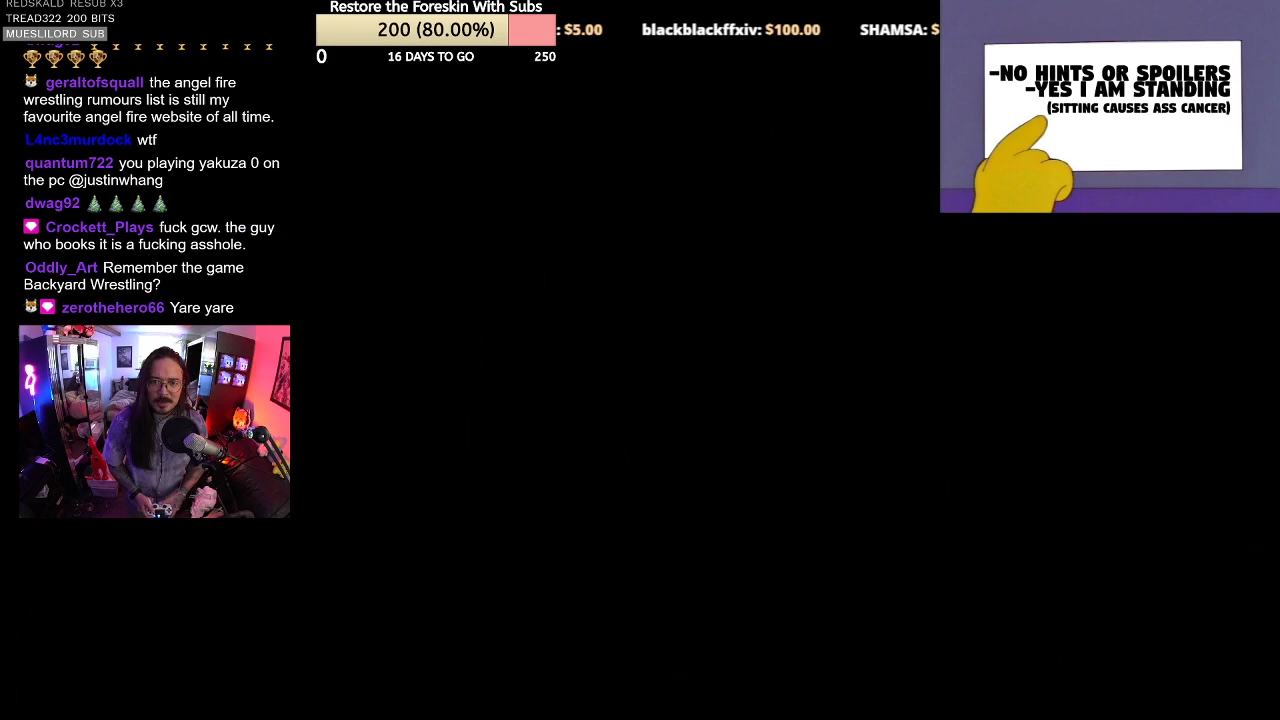 REDSKALD RESUB X3
TREAD322 200 BITS
MUESLILORD SUB
geraltofsquall the angel fire
wrestling rumours list is still my
favourite angel fire website of all time.
L4nc3murdock wtf
quantum722 you playing yakuza 0 on
the pc @justinwhang
dwag92
Crockett_Plays fuck gcw. the guy
who books it is a fucking asshole.
Oddly_Art Remember the game
Backyard Wrestling?
zerothehero66 Yare yare
Restore the Foreskin With Subs
200 (80.00%)
0 16 DAYS TO GO 250
: $5.00 blackblackffxiv: $100.00 SHAMSA: $
-NO HINTS OR SPOILERS
-YES I AM STANDING
(SITTING CAUSES ASS CANCER)